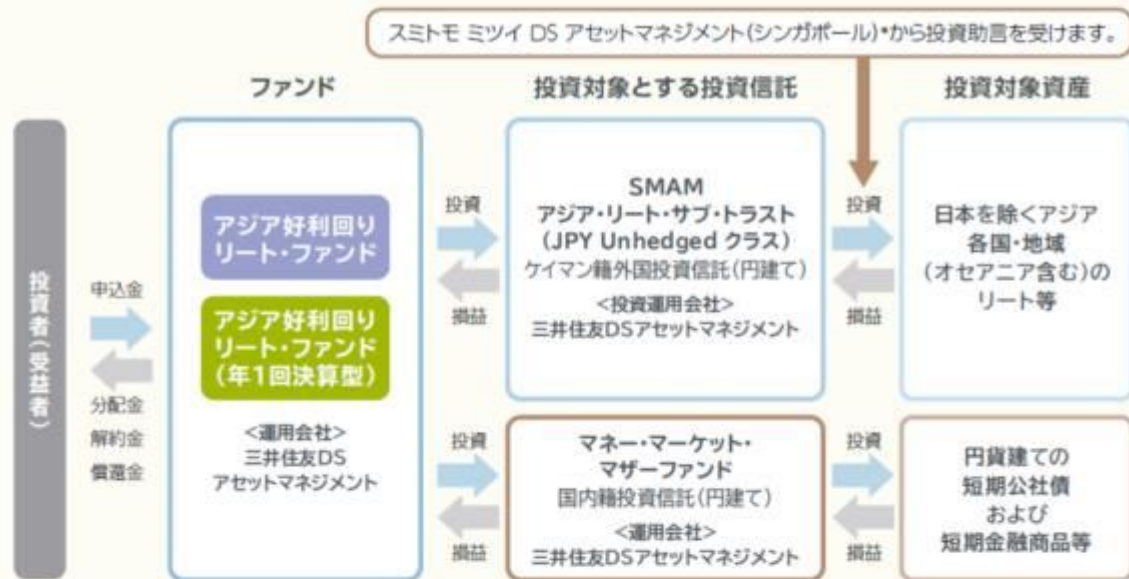 スミトモ ミツイ DS アセットマネジメント(シンガポール)*から投資助言を受けます。
ファンド
投資対象とする投資信託
投資対象資産
投資者(受益者)
申込金
分配金
解約金
償還金
アジア好利回り
リート・ファンド
アジア好利回り
リート・ファンド
(年1回決算型)
<運用会社>
三井住友DS
アセットマネジメント
投資
損益
SMAM
アジア・リート・サブ・トラスト
(JPY Unhedged クラス)
ケイマン籍外国投資信託(円建て)
<投資運用会社>
三井住友DSアセットマネジメント
投資
損益
日本を除くアジア
各国・地域
(オセアニア含む)の
リート等
投資
損益
マネー・マーケット・
マザーファンド
国内籍投資信託(円建て)
<運用会社>
三井住友DSアセットマネジメント
投資
損益
円貨建ての
短期公社債
および
短期金融商品等